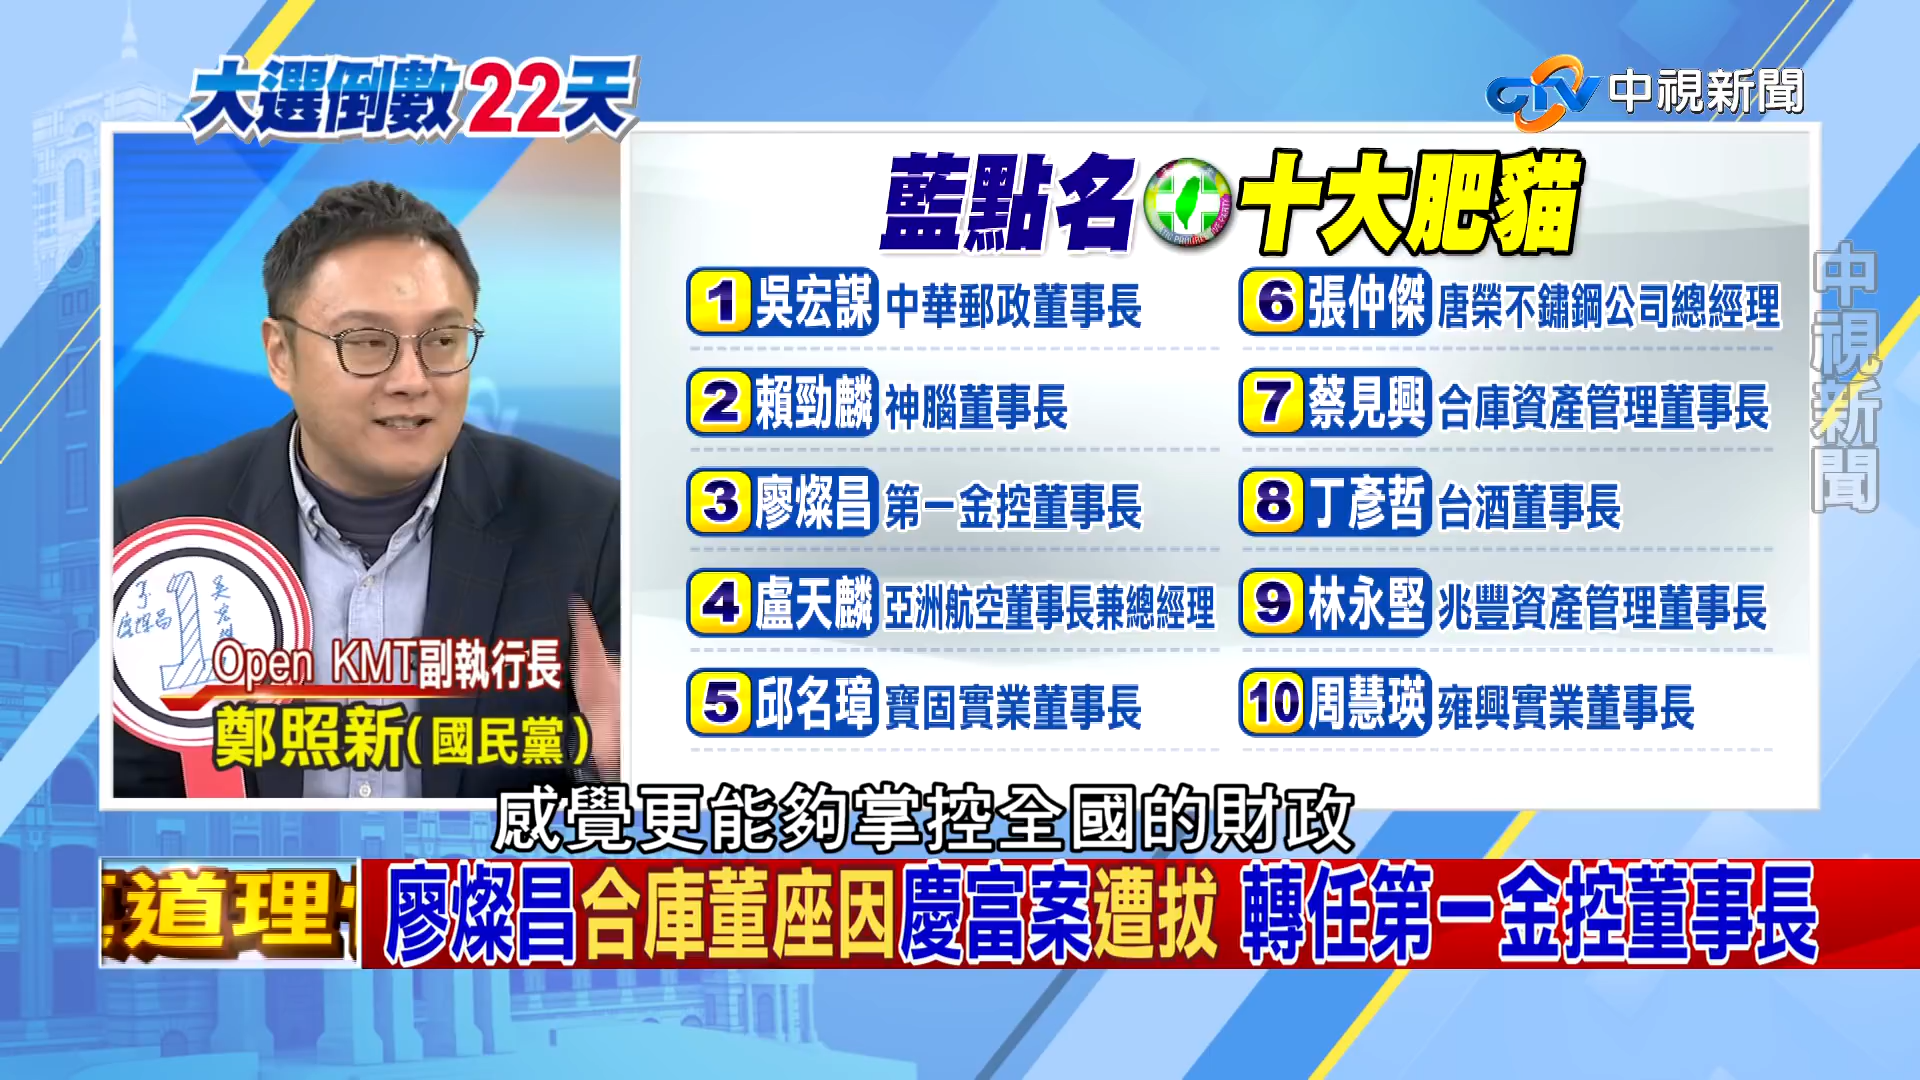 大選倒數22天
CTV 中視新聞
藍點名 十大肥貓
1 吳宏謀 中華郵政董事長
2 賴勁麟 神腦董事長
3 廖燦昌 第一金控董事長
4 盧天麟 亞洲航空董事長兼總經理
5 邱名璋 寶固實業董事長
6 張仲傑 唐榮不鏽鋼公司總經理
7 蔡見興 合庫資產管理董事長
8 丁彥哲 台酒董事長
9 林永堅 兆豐資產管理董事長
10 周慧瑛 雍興實業董事長
中視新聞
1
Open KMT副執行長
鄭照新(國民黨)
感覺更能夠掌控全國的財政
道理
廖燦昌合庫董座因慶富案遭拔 轉任第一金控董事長